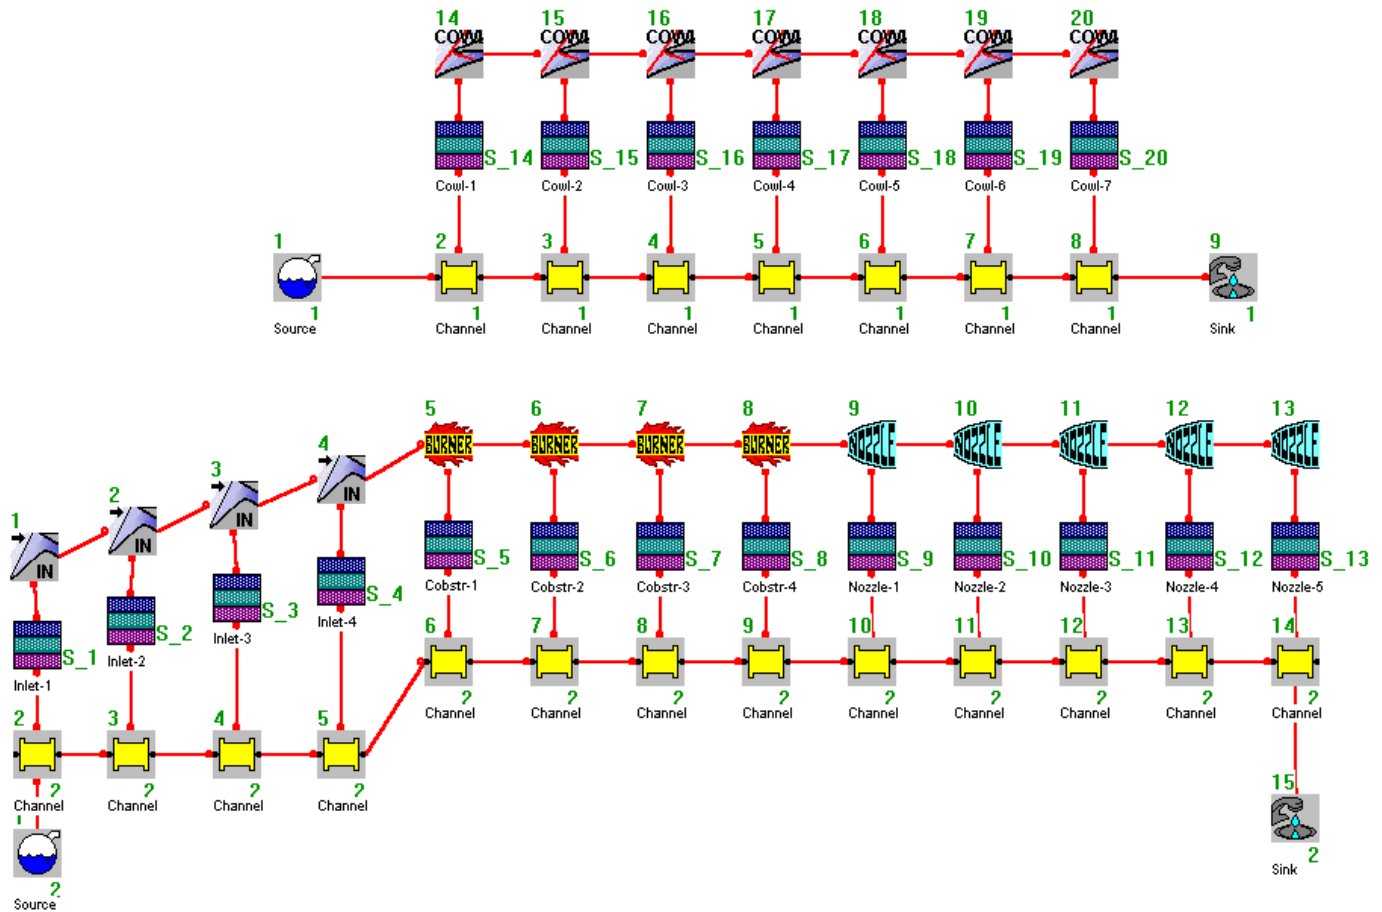 14 15 16 17 18 19 20
COWL COWL COWL COWL COWL COWL COWL
S_14 S_15 S_16 S_17 S_18 S_19 S_20
Cowl-1 Cowl-2 Cowl-3 Cowl-4 Cowl-5 Cowl-6 Cowl-7
1 2 3 4 5 6 7 8 9
1 1 1 1 1 1 1 1 1
Source Channel Channel Channel Channel Channel Channel Channel Sink
5 6 7 8 9 10 11 12 13
BURNER BURNER BURNER BURNER NOZZLE NOZZLE NOZZLE NOZZLE NOZZLE
4
IN
3
IN
2
IN
1
IN
S_5 S_6 S_7 S_8 S_9 S_10 S_11 S_12 S_13
Cobstr-1 Cobstr-2 Cobstr-3 Cobstr-4 Nozzle-1 Nozzle-2 Nozzle-3 Nozzle-4 Nozzle-5
S_4
Inlet-4
S_3
Inlet-3
S_2
Inlet-2
S_1
Inlet-1
6 7 8 9 10 11 12 13 14
2 2 2 2 2 2 2 2 2
Channel Channel Channel Channel Channel Channel Channel Channel Channel
2 3 4 5
2 2 2 2
Channel Channel Channel Channel
15
2
Sink
1
2
Source